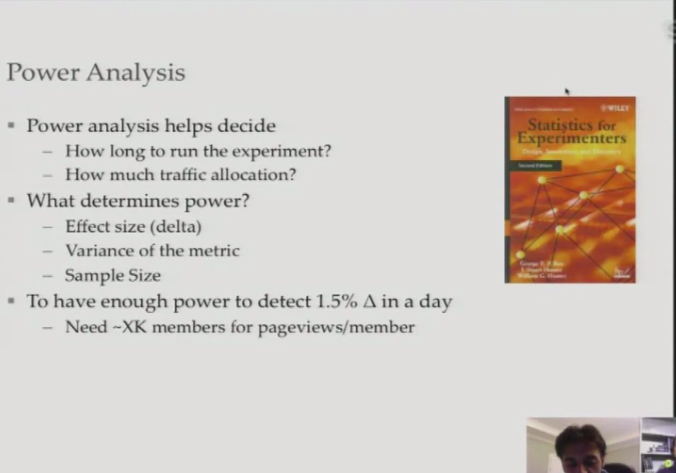 Power Analysis
▪ Power analysis helps decide
– How long to run the experiment?
– How much traffic allocation?
▪ What determines power?
– Effect size (delta)
– Variance of the metric
– Sample Size
▪ To have enough power to detect 1.5% Δ in a day
– Need ~XK members for pageviews/member
WILEY
Statistics for
Experimenters
Design, Innovation, and Discovery
Second Edition
George E. P. Box
J. Stuart Hunter
William G. Hunter